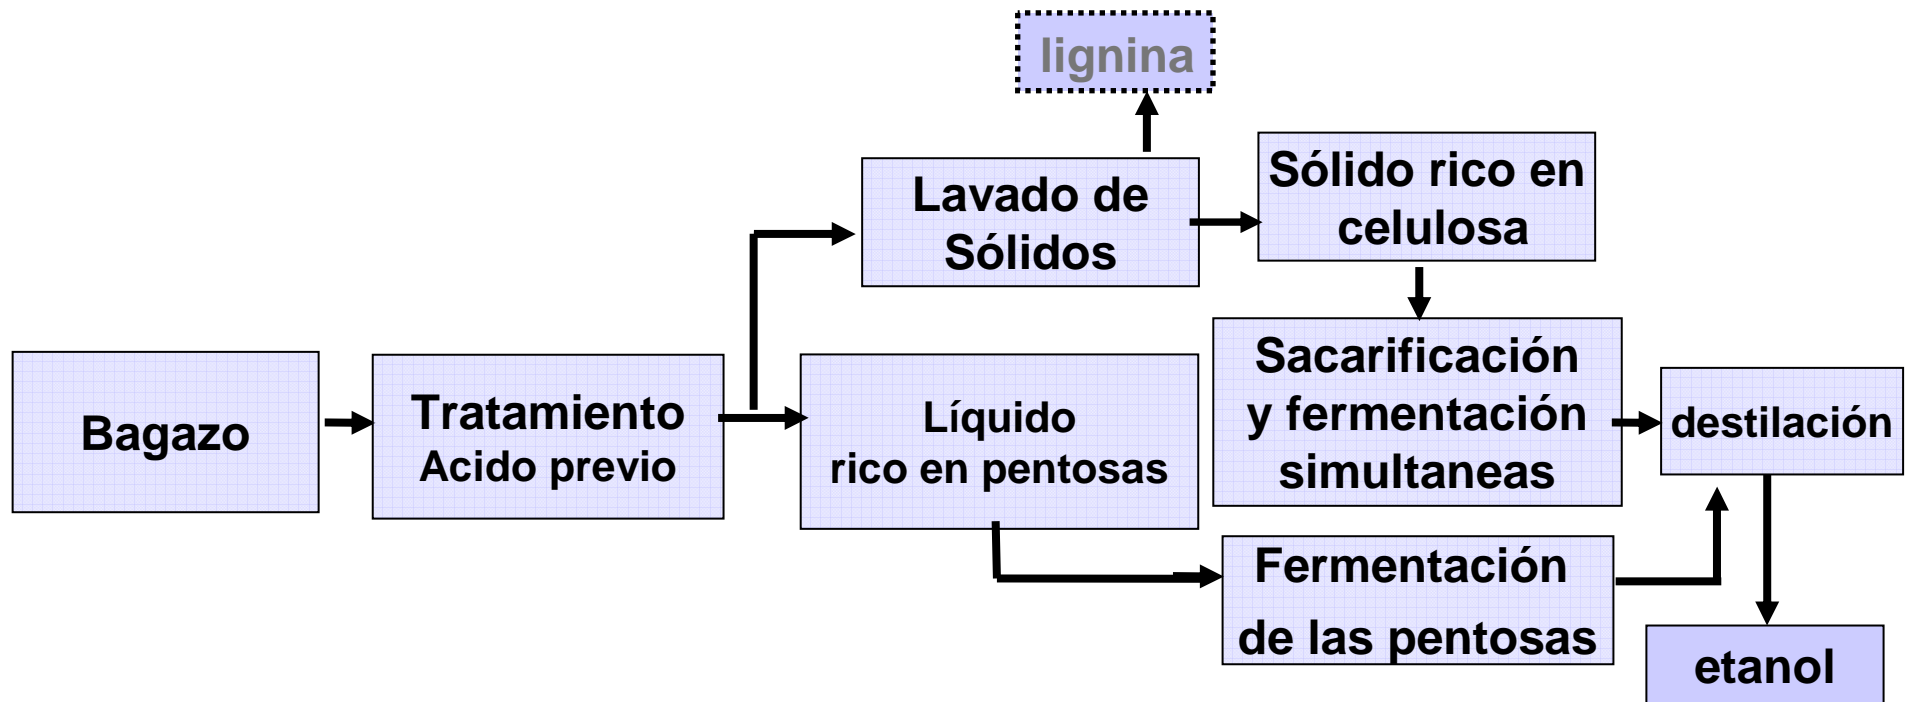 lignina
Lavado de
Sólidos
Sólido rico en
celulosa
Bagazo
Tratamiento
Acido previo
Líquido
rico en pentosas
Sacarificación
y fermentación
simultaneas
destilación
Fermentación
de las pentosas
etanol